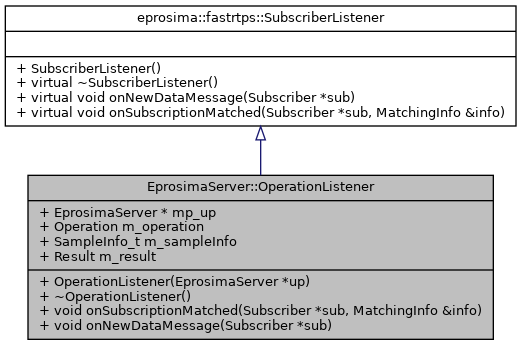 eprosima::fastrtps::SubscriberListener
+ SubscriberListener()
+ virtual ~SubscriberListener()
+ virtual void onNewDataMessage(Subscriber *sub)
+ virtual void onSubscriptionMatched(Subscriber *sub, MatchingInfo &info)
EprosimaServer::OperationListener
+ EprosimaServer * mp_up
+ Operation m_operation
+ SampleInfo_t m_sampleInfo
+ Result m_result
+ OperationListener(EprosimaServer *up)
+ ~OperationListener()
+ void onSubscriptionMatched(Subscriber *sub, MatchingInfo &info)
+ void onNewDataMessage(Subscriber *sub)